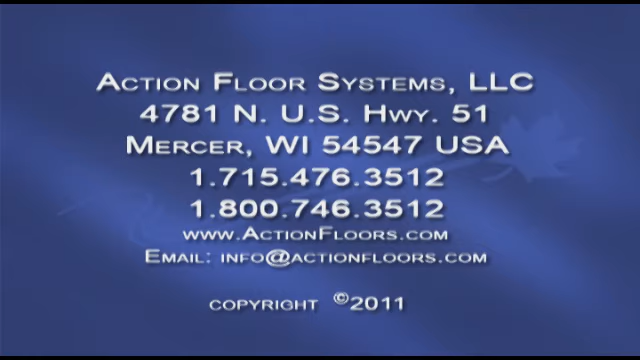 Action Floor Systems, LLC
4781 N. U.S. Hwy. 51
Mercer, WI 54547 USA
1.715.476.3512
1.800.746.3512
www.ActionFloors.com
Email: info@actionfloors.com
copyright ©2011